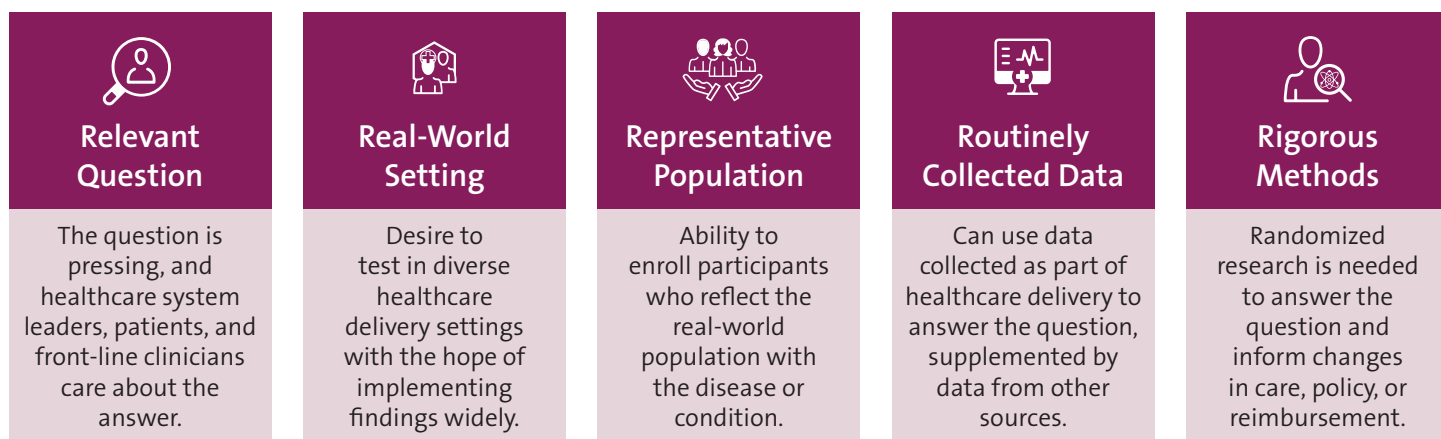 Relevant
Question
The question is
pressing, and
healthcare system
leaders, patients, and
front-line clinicians
care about the
answer.
Real-World
Setting
Desire to
test in diverse
healthcare
delivery settings
with the hope of
implementing
findings widely.
Representative
Population
Ability to
enroll participants
who reflect the
real-world
population with
the disease or
condition.
Routinely
Collected Data
Can use data
collected as part of
healthcare delivery to
answer the question,
supplemented by
data from other
sources.
Rigorous
Methods
Randomized
research is needed
to answer the
question and
inform changes
in care, policy, or
reimbursement.